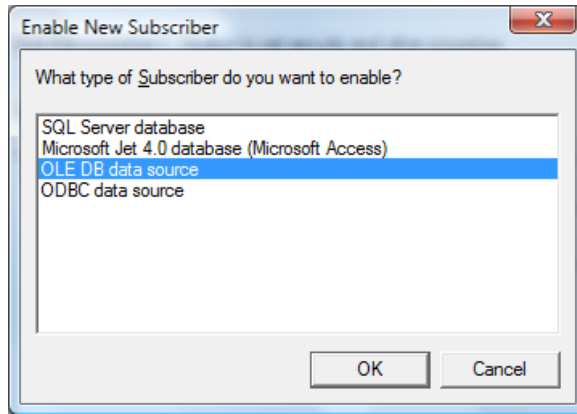 Enable New Subscriber
What type of Subscriber do you want to enable?
SQL Server database
Microsoft Jet 4.0 database (Microsoft Access)
OLE DB data source
ODBC data source
OK
Cancel